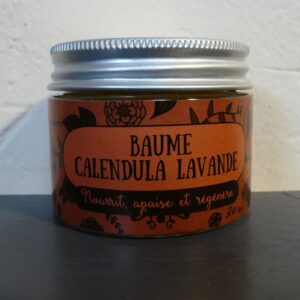 BAUME
CALENDULA LAVANDE
Nourrit, apaise et régénère